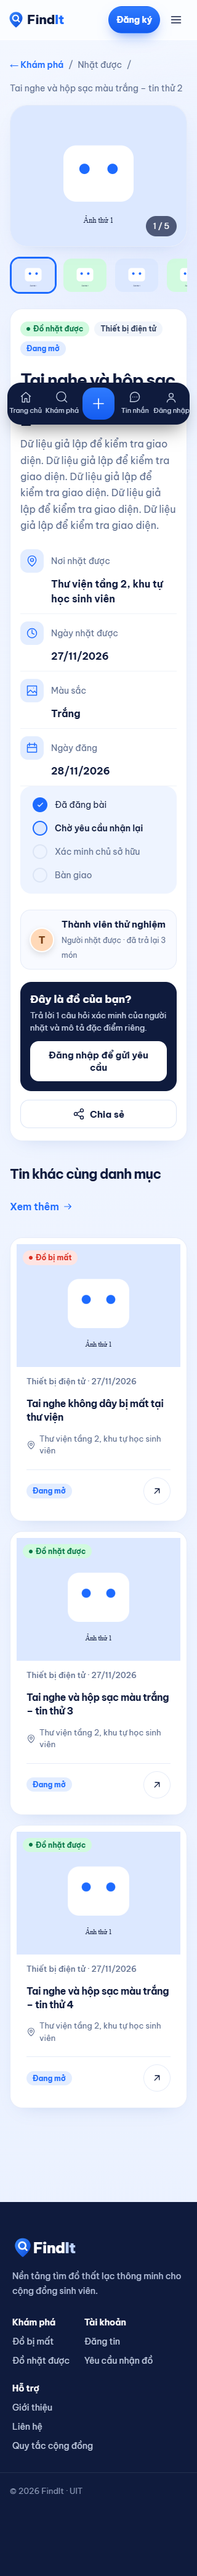 FindIt
Đăng ký
← Khám phá / Nhặt được /
Tai nghe và hộp sạc màu trắng – tin thử 2
Ảnh thử 1
1 / 5
Đồ nhặt được
Thiết bị điện tử
Đang mở
Tai nghe và hộp sạc
Trang chủ
Khám phá
Tin nhắn
Đăng nhập
Dữ liệu giả lập để kiểm tra giao
diện. Dữ liệu giả lập để kiểm tra
giao diện. Dữ liệu giả lập để
kiểm tra giao diện. Dữ liệu giả
lập để kiểm tra giao diện. Dữ liệu
giả lập để kiểm tra giao diện.
Nơi nhặt được
Thư viện tầng 2, khu tự
học sinh viên
Ngày nhặt được
27/11/2026
Màu sắc
Trắng
Ngày đăng
28/11/2026
Đã đăng bài
Chờ yêu cầu nhận lại
Xác minh chủ sở hữu
Bàn giao
T
Thành viên thử nghiệm
Người nhặt được · đã trả lại 3
món
Đây là đồ của bạn?
Trả lời 1 câu hỏi xác minh của người
nhặt và mô tả đặc điểm riêng.
Đăng nhập để gửi yêu
cầu
Chia sẻ
Tin khác cùng danh mục
Xem thêm →
Đồ bị mất
Ảnh thử 1
Thiết bị điện tử · 27/11/2026
Tai nghe không dây bị mất tại
thư viện
Thư viện tầng 2, khu tự học sinh
viên
Đang mở
Đồ nhặt được
Ảnh thử 1
Thiết bị điện tử · 27/11/2026
Tai nghe và hộp sạc màu trắng
– tin thử 3
Thư viện tầng 2, khu tự học sinh
viên
Đang mở
Đồ nhặt được
Ảnh thử 1
Thiết bị điện tử · 27/11/2026
Tai nghe và hộp sạc màu trắng
– tin thử 4
Thư viện tầng 2, khu tự học sinh
viên
Đang mở
FindIt
Nền tảng tìm đồ thất lạc thông minh cho
cộng đồng sinh viên.
Khám phá
Đồ bị mất
Đồ nhặt được
Tài khoản
Đăng tin
Yêu cầu nhận đồ
Hỗ trợ
Giới thiệu
Liên hệ
Quy tắc cộng đồng
© 2026 FindIt · UIT